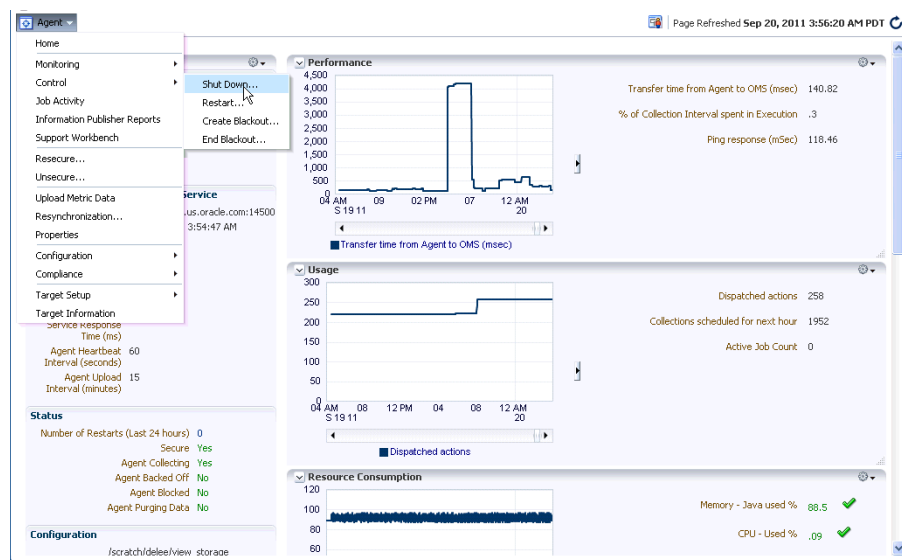 Agent
Page Refreshed Sep 20, 2011 3:56:20 AM PDT
Home
Monitoring
Control
Job Activity
Information Publisher Reports
Support Workbench
Resecure...
Unsecure...
Upload Metric Data
Resynchronization...
Properties
Configuration
Compliance
Target Setup
Target Information
Shut Down...
Restart...
Create Blackout...
End Blackout...
Service
.us.oracle.com:14500
3:54:47 AM
Service Response
Time (ms)
Agent Heartbeat 60
Interval (seconds)
Agent Upload 15
Interval (minutes)
Status
Number of Restarts (Last 24 hours) 0
Secure Yes
Agent Collecting Yes
Agent Backed Off No
Agent Blocked No
Agent Purging Data No
Configuration
/scratch/delee/view_storage
Performance
4,500
4,000
3,500
3,000
2,500
2,000
1,500
1,000
500
0
04 AM 09 02 PM 07 12 AM
S 19 11 20
Transfer time from Agent to OMS (msec)
Transfer time from Agent to OMS (msec) 140.82
% of Collection Interval spent in Execution .3
Ping response (mSec) 118.46
Usage
300
250
200
150
100
50
0
04 AM 08 12 PM 04 08 12 AM
S 19 11 20
Dispatched actions
Dispatched actions 258
Collections scheduled for next hour 1952
Active Job Count 0
Resource Consumption
120
100
80
60
Memory - Java used % 88.5
CPU - Used % .09